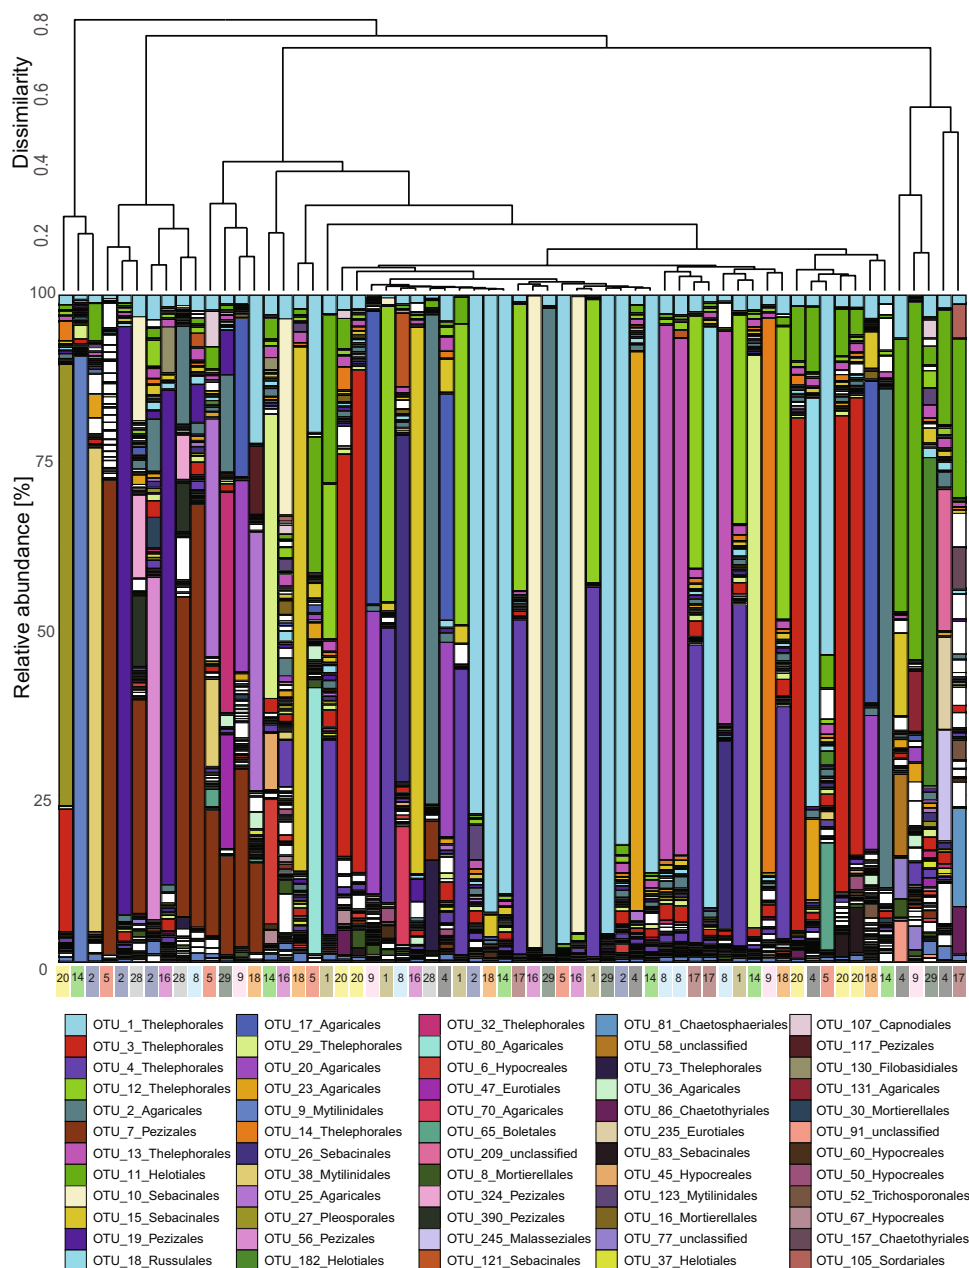 0.8
0.6
0.4
0.2
Dissimilarity
100
75
50
25
0
Relative abundance [%]
20 14 2 5 2 28 2 16 28 8 5 29 9 18 14 16 18 5 1 20 20 9 1 8 16 28 4 1 2 18 14 17 16 29 5 16 1 29 2 4 14 8 8 17 17 8 1 14 9 18 20 4 5 20 20 18 14 4 9 29 4 17
OTU_1_Thelephorales
OTU_3_Thelephorales
OTU_4_Thelephorales
OTU_12_Thelephorales
OTU_2_Agaricales
OTU_7_Pezizales
OTU_13_Thelephorales
OTU_11_Helotiales
OTU_10_Sebacinales
OTU_15_Sebacinales
OTU_19_Pezizales
OTU_18_Russulales
OTU_17_Agaricales
OTU_29_Thelephorales
OTU_20_Agaricales
OTU_23_Agaricales
OTU_9_Mytilinidales
OTU_14_Thelephorales
OTU_26_Sebacinales
OTU_38_Mytilinidales
OTU_25_Agaricales
OTU_27_Pleosporales
OTU_56_Pezizales
OTU_182_Helotiales
OTU_32_Thelephorales
OTU_80_Agaricales
OTU_6_Hypocreales
OTU_47_Eurotiales
OTU_70_Agaricales
OTU_65_Boletales
OTU_209_unclassified
OTU_8_Mortierellales
OTU_324_Pezizales
OTU_390_Pezizales
OTU_245_Malasseziales
OTU_121_Sebacinales
OTU_81_Chaetosphaeriales
OTU_58_unclassified
OTU_73_Thelephorales
OTU_36_Agaricales
OTU_86_Chaetothyriales
OTU_235_Eurotiales
OTU_83_Sebacinales
OTU_45_Hypocreales
OTU_123_Mytilinidales
OTU_16_Mortierellales
OTU_77_unclassified
OTU_37_Helotiales
OTU_107_Capnodiales
OTU_117_Pezizales
OTU_130_Filobasidiales
OTU_131_Agaricales
OTU_30_Mortierellales
OTU_91_unclassified
OTU_60_Hypocreales
OTU_50_Hypocreales
OTU_52_Trichosporonales
OTU_67_Hypocreales
OTU_157_Chaetothyriales
OTU_105_Sordariales